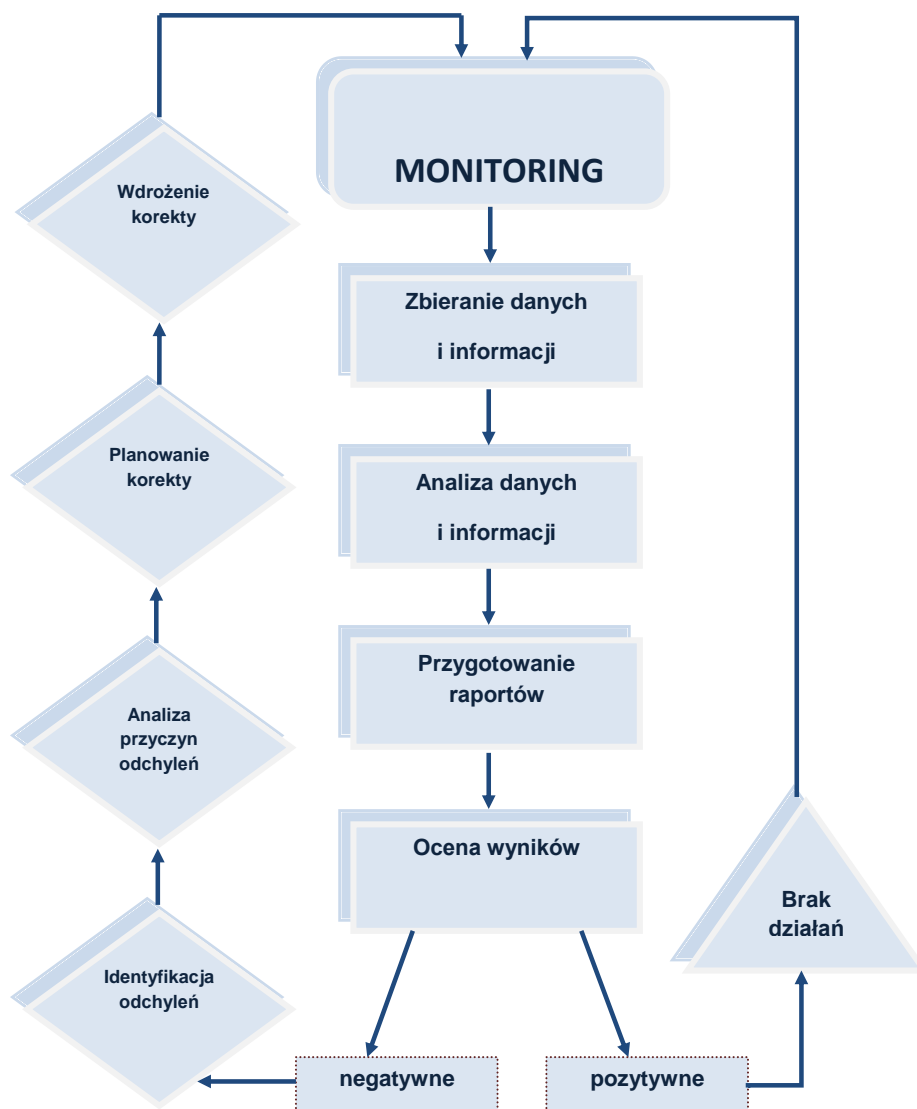 MONITORING
Wdrożenie
korekty
Zbieranie danych
i informacji
Planowanie
korekty
Analiza danych
i informacji
Przygotowanie
raportów
Analiza
przyczyn
odchyleń
Ocena wyników
Brak
działań
Identyfikacja
odchyleń
negatywne
pozytywne